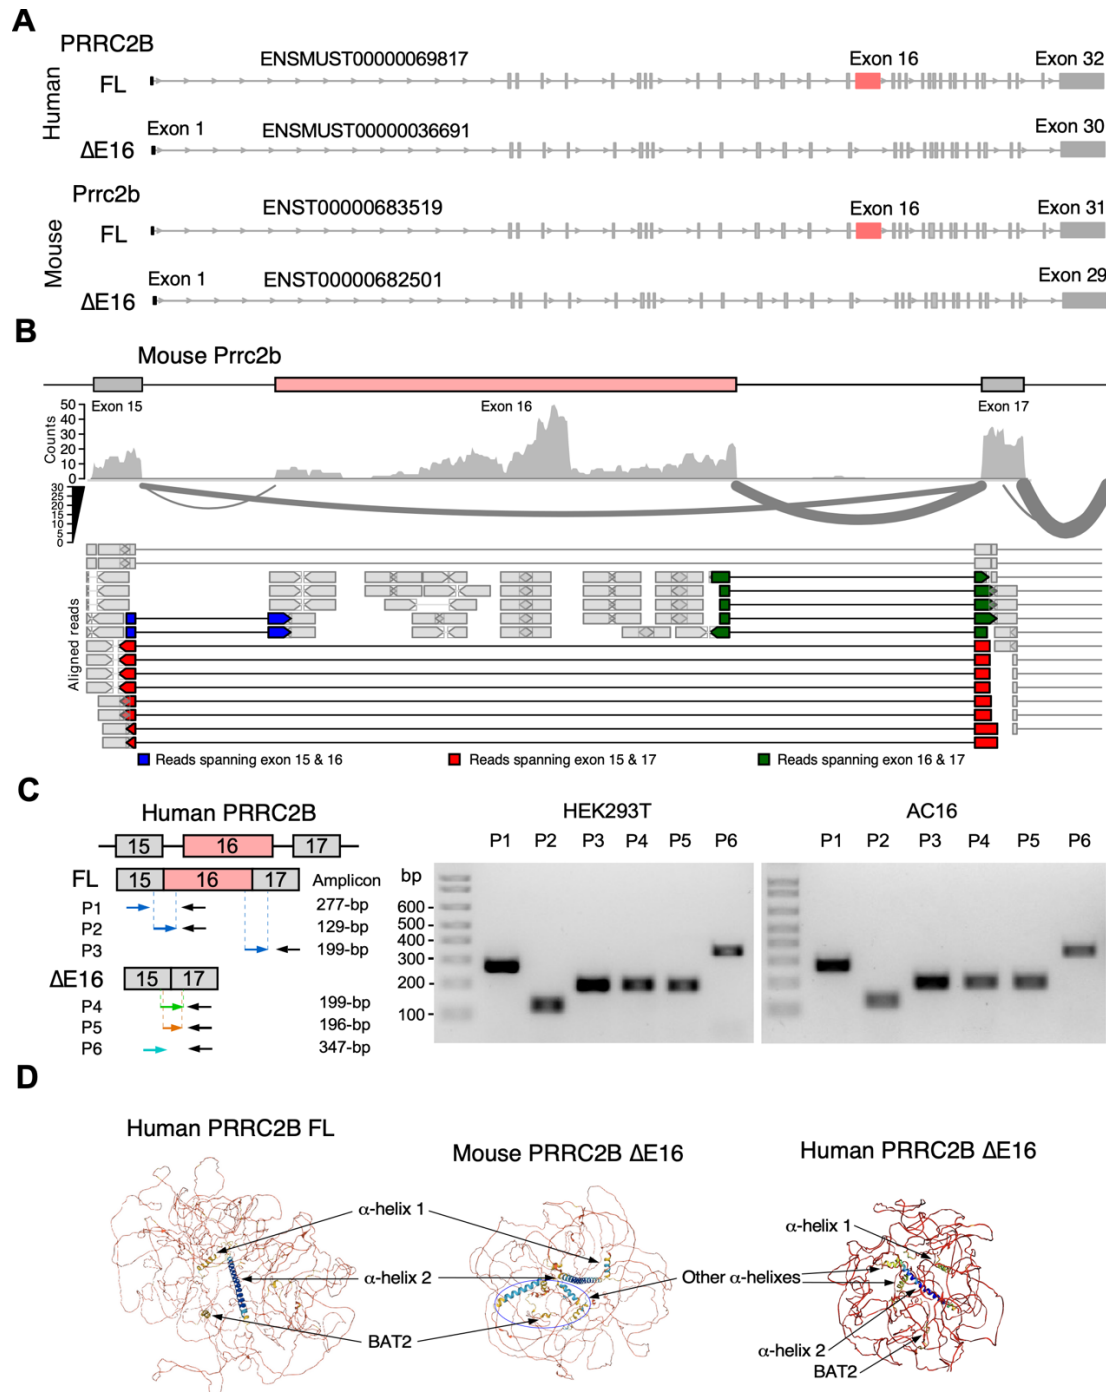 A
PRRC2B
Human
FL
ENSMUST00000069817
Exon 16
Exon 32
Exon 1
ΔE16
ENSMUST00000036691
Exon 30
Prrc2b
Mouse
FL
ENST00000683519
Exon 16
Exon 31
Exon 1
ΔE16
ENST00000682501
Exon 29
B
Mouse Prrc2b
Exon 15
Exon 16
Exon 17
Counts
50
40
30
20
10
0
30
25
20
15
10
5
0
Aligned reads
Reads spanning exon 15 & 16
Reads spanning exon 15 & 17
Reads spanning exon 16 & 17
C
Human PRRC2B
15 16 17
FL
15 16 17
Amplicon
P1 277-bp
P2 129-bp
P3 199-bp
ΔE16
15 17
P4 199-bp
P5 196-bp
P6 347-bp
HEK293T
P1 P2 P3 P4 P5 P6
bp
600
500
400
300
200
100
AC16
P1 P2 P3 P4 P5 P6
D
Human PRRC2B FL
Mouse PRRC2B ΔE16
Human PRRC2B ΔE16
α-helix 1
α-helix 2
BAT2
Other α-helixes
α-helix 1
α-helix 2
BAT2